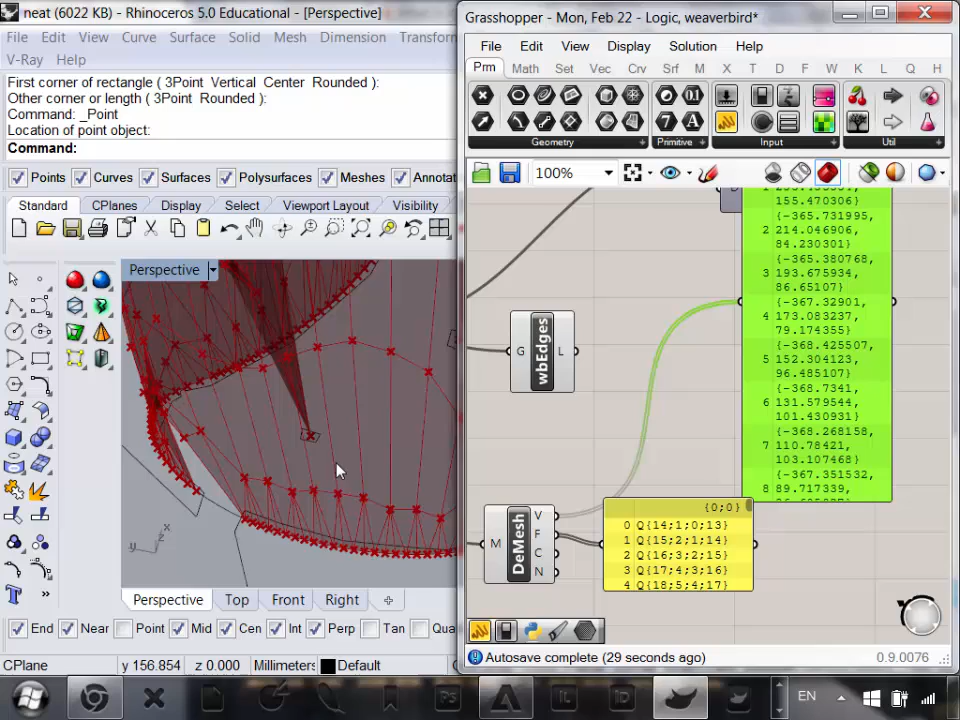 neat (6022 KB) - Rhinoceros 5.0 Educational - [Perspective]
File Edit View Curve Surface Solid Mesh Dimension Transform
V-Ray Help
First corner of rectangle ( 3Point Vertical Center Rounded ):
Other corner or length ( 3Point Rounded ):
Command: _Point
Location of point object:
Command:
Points Curves Surfaces Polysurfaces Meshes Annotat
Standard CPlanes Display Select Viewport Layout Visibility
Perspective
z
x
y
Perspective Top Front Right
End Near Point Mid Cen Int Perp Tan Qua
CPlane y 156.854 z 0.000 Millimeters Default
Grasshopper - Mon, Feb 22 - Logic, weaverbird*
File Edit View Display Solution Help
Prm Math Set Vec Crv Srf M X T D F W K L Q H
Geometry Primitive Input Util
100%
155.470306}
2 {-365.731995, 214.046906, 84.230301}
3 {-365.380768, 193.675934, 86.65107}
4 {-367.32901, 173.083237, 79.174355}
5 {-368.425507, 152.304123, 96.485107}
6 {-368.7341, 131.579544, 101.430931}
7 {-368.268158, 110.78421, 103.107468}
8 {-367.351532, 89.717339,
G wbEdges L
M DeMesh V F C N
{0;0}
0 Q{14;1;0;13}
1 Q{15;2;1;14}
2 Q{16;3;2;15}
3 Q{17;4;3;16}
4 Q{18;5;4;17}
Autosave complete (29 seconds ago)
0.9.0076
EN